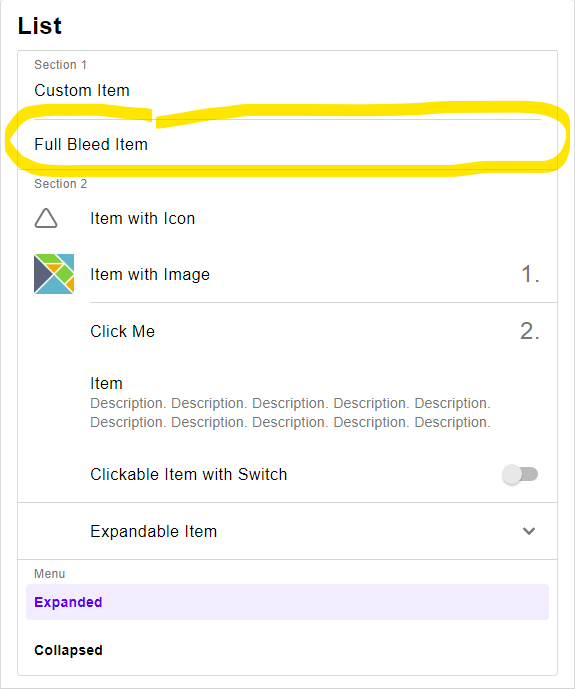 List
Section 1
Custom Item
Full Bleed Item
Section 2
Item with Icon
Item with Image 1.
Click Me 2.
Item
Description. Description. Description. Description. Description.
Description. Description. Description. Description. Description.
Clickable Item with Switch
Expandable Item
Menu
Expanded
Collapsed